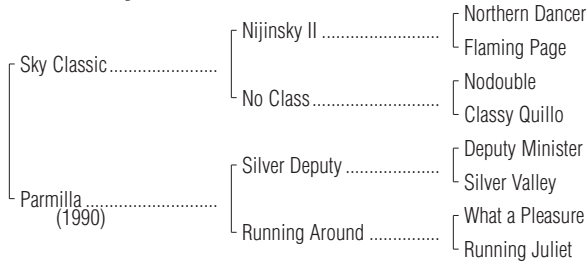 Northern Dancer
Nijinsky II ....................
Flaming Page
Sky Classic......................
Nodouble
No Class.........................
Classy Quillo
Deputy Minister
Silver Deputy ...................
Silver Valley
Parmilla .........................
(1990)
What a Pleasure
Running Around ..............
Running Juliet